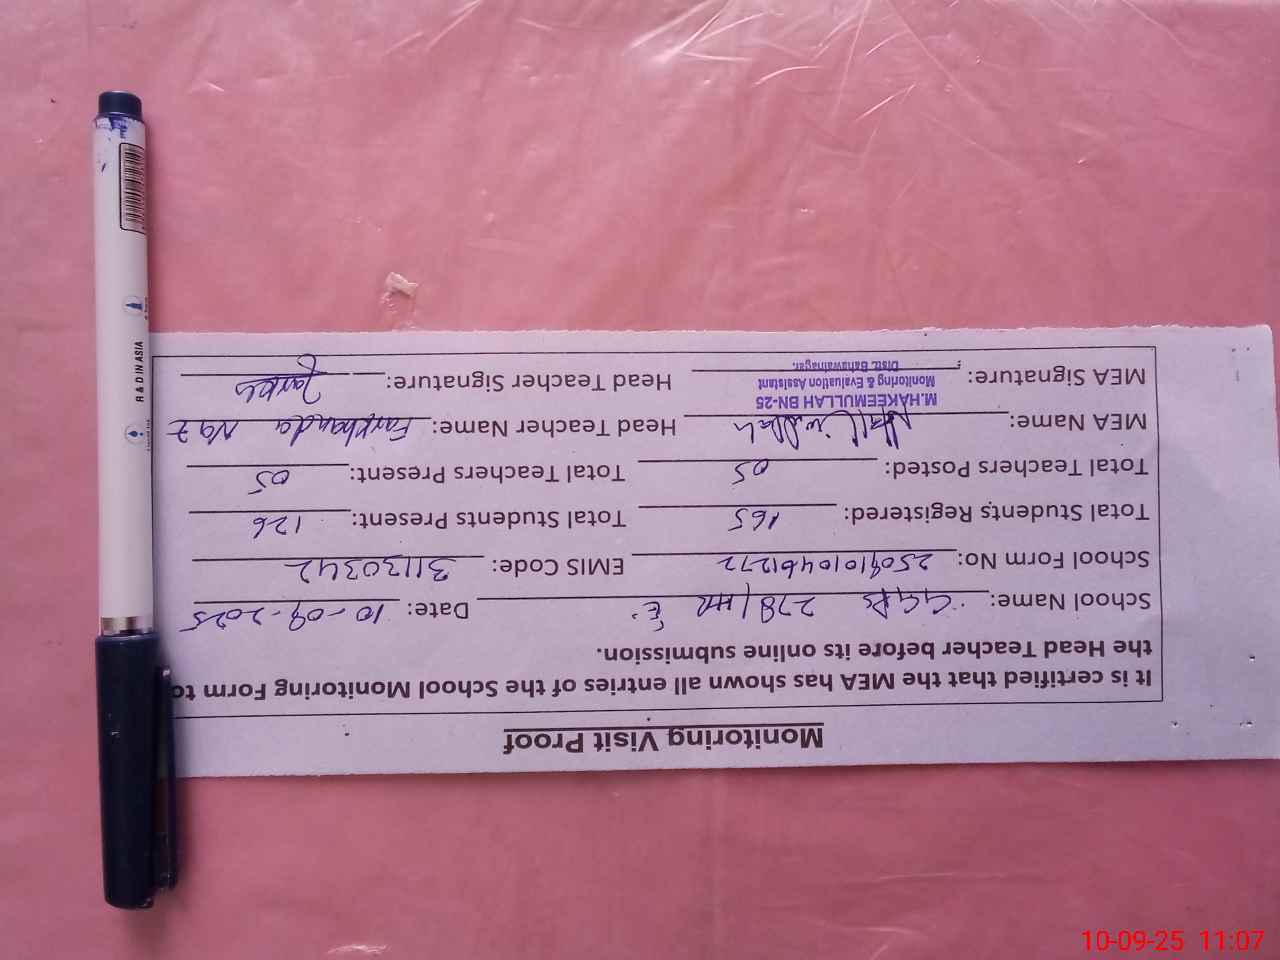 Monitoring Visit Proof
It is certified that the MEA has shown all entries of the School Monitoring Form to
the Head Teacher before its online submission.
School Name: GGPS 278/HR E. Date: 10-09-2025
School Form No: 25091010461272 EMIS Code: 31130342
Total Students Registered: 165 Total Students Present: 126
Total Teachers Posted: 05 Total Teachers Present: 05
MEA Name: Head Teacher Name: Farkhanda Naz
M.HAKEEMULLAH BN-25
MEA Signature: Monitoring & Evaluation Assistant Head Teacher Signature:
Distt. Bahawalnagar.
R & D IN ASIA
10-09-25 11:07